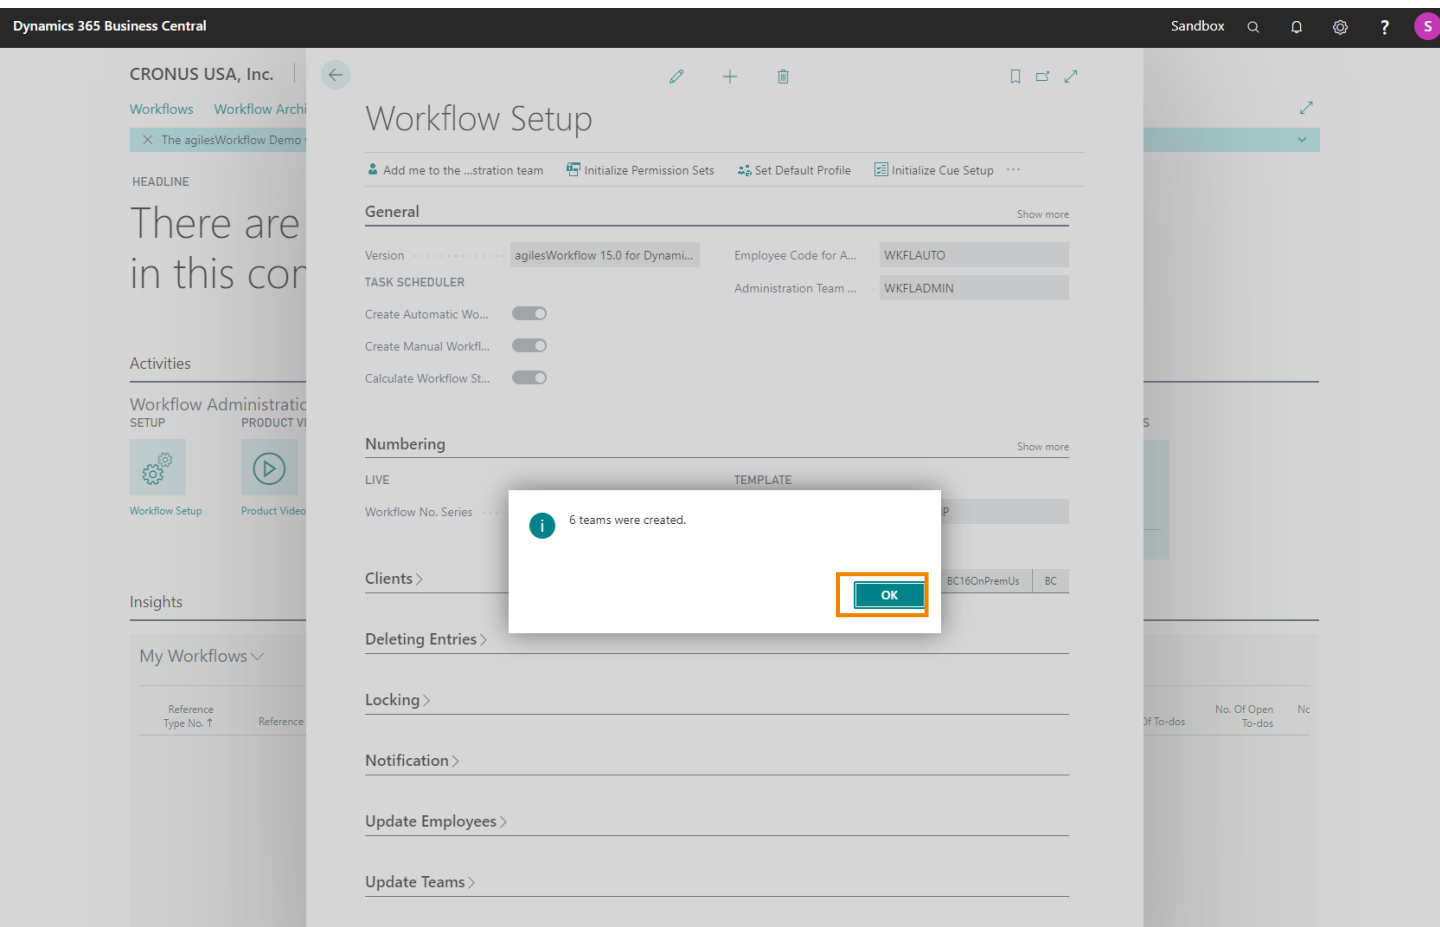 Dynamics 365 Business Central
Sandbox
?
S
CRONUS USA, Inc.
Workflows Workflow Archi
The agilesWorkflow Demo
HEADLINE
There are
in this cor
Activities
Workflow Administratic
SETUP PRODUCT VI
Workflow Setup Product Video
Insights
My Workflows
Reference
Type No. ↑
Reference
Workflow Setup
Add me to the ...stration team Initialize Permission Sets Set Default Profile Initialize Cue Setup ...
General Show more
Version agilesWorkflow 15.0 for Dynami...
TASK SCHEDULER
Create Automatic Wo...
Create Manual Workfl...
Calculate Workflow St...
Employee Code for A... WKFLAUTO
Administration Team ... WKFLADMIN
Numbering Show more
LIVE TEMPLATE
Workflow No. Series
P
i 6 teams were created.
OK
Clients BC16OnPremUs BC
Deleting Entries
Locking
Notification
Update Employees
Update Teams
S
Of To-dos
No. Of Open
To-dos
Nc